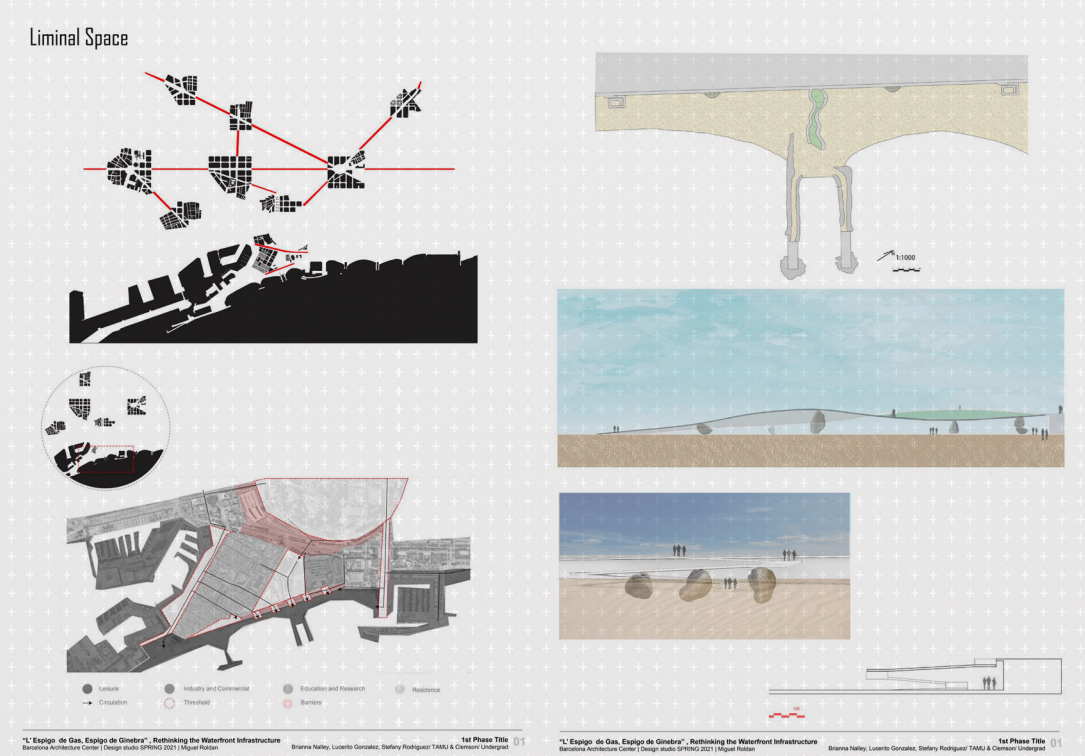 Liminal Space
N
1:1000
Leisure
Industry and Commercial
Education and Research
Residence
Circulation
Threshold
Barriers
"L' Espigo de Gas, Espigo de Ginebra" , Rethinking the Waterfront Infrastructure
Barcelona Architecture Center | Design studio SPRING 2021 | Miguel Roldan
1st Phase Title
Brianna Nalley, Lucerito Gonzalez, Stefany Rodriguez/ TAMU & Clemson/ Undergrad
01
"L' Espigo de Gas, Espigo de Ginebra" , Rethinking the Waterfront Infrastructure
Barcelona Architecture Center | Design studio SPRING 2021 | Miguel Roldan
1st Phase Title
Brianna Nalley, Lucerito Gonzalez, Stefany Rodriguez/ TAMU & Clemson/ Undergrad
01